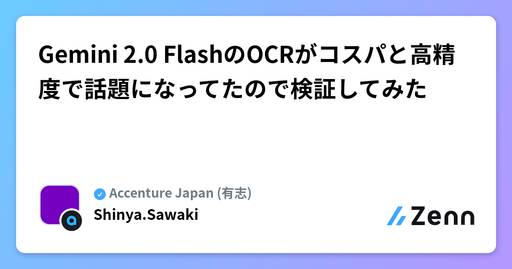 Gemini 2.0 FlashのOCRがコスパと高精
度で話題になってたので検証してみた
Accenture Japan (有志)
Shinya.Sawaki
Zenn